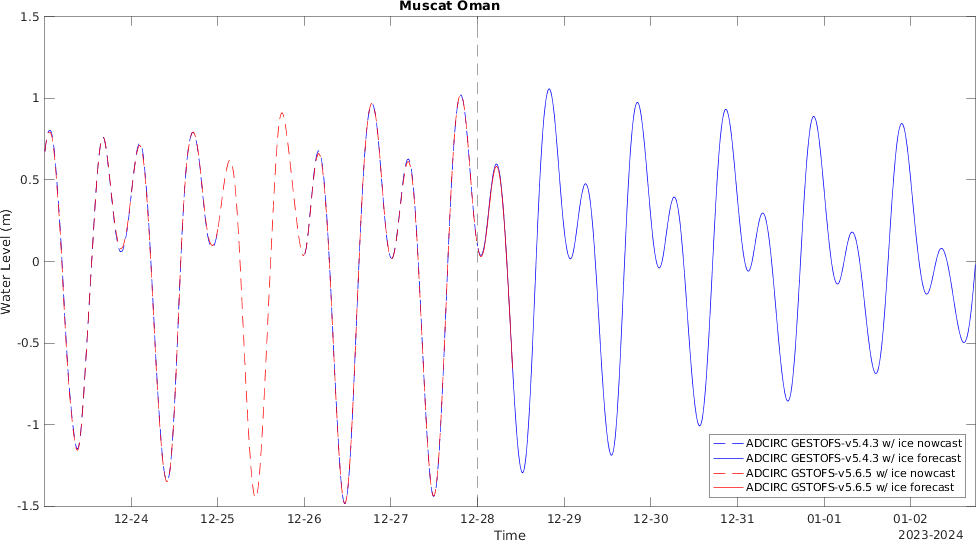 Muscat Oman
1.5
1
0.5
0
-0.5
-1
-1.5
Water Level (m)
12-24
12-25
12-26
12-27
12-28
12-29
12-30
12-31
01-01
01-02
Time
2023-2024
ADCIRC GESTOFS-v5.4.3 w/ ice nowcast
ADCIRC GESTOFS-v5.4.3 w/ ice forecast
ADCIRC GSTOFS-v5.6.5 w/ ice nowcast
ADCIRC GSTOFS-v5.6.5 w/ ice forecast